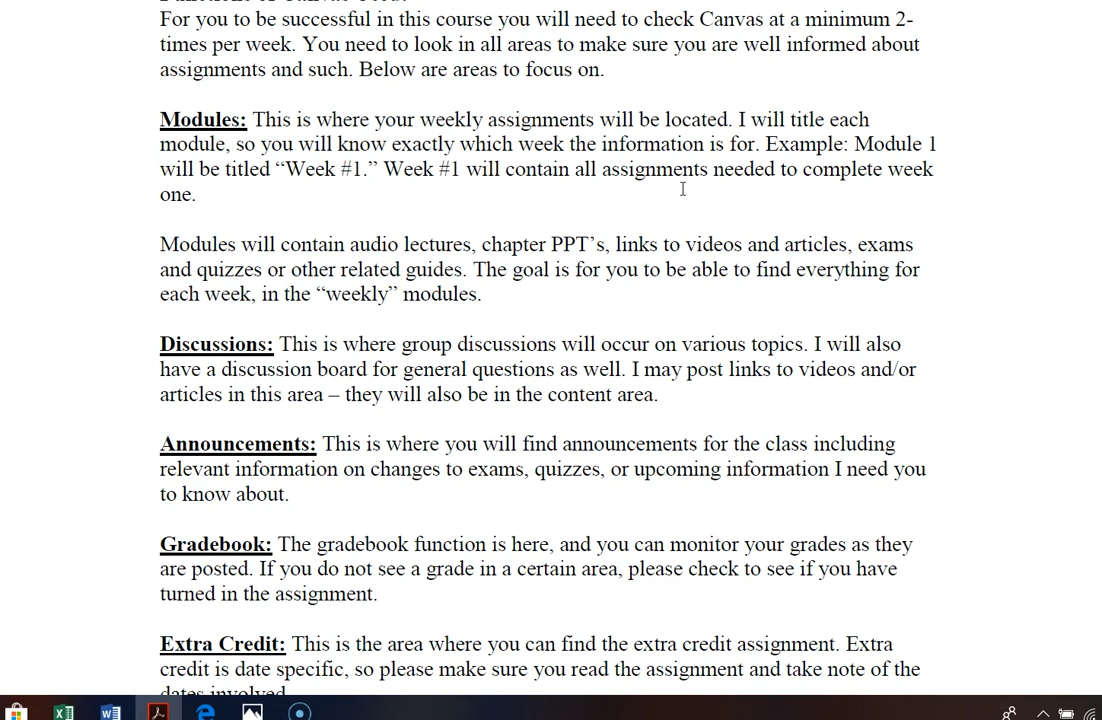 For you to be successful in this course you will need to check Canvas at a minimum 2-
times per week. You need to look in all areas to make sure you are well informed about
assignments and such. Below are areas to focus on.
Modules: This is where your weekly assignments will be located. I will title each
module, so you will know exactly which week the information is for. Example: Module 1
will be titled “Week #1.” Week #1 will contain all assignments needed to complete week
one.
Modules will contain audio lectures, chapter PPT’s, links to videos and articles, exams
and quizzes or other related guides. The goal is for you to be able to find everything for
each week, in the “weekly” modules.
Discussions: This is where group discussions will occur on various topics. I will also
have a discussion board for general questions as well. I may post links to videos and/or
articles in this area – they will also be in the content area.
Announcements: This is where you will find announcements for the class including
relevant information on changes to exams, quizzes, or upcoming information I need you
to know about.
Gradebook: The gradebook function is here, and you can monitor your grades as they
are posted. If you do not see a grade in a certain area, please check to see if you have
turned in the assignment.
Extra Credit: This is the area where you can find the extra credit assignment. Extra
credit is date specific, so please make sure you read the assignment and take note of the
dates involved